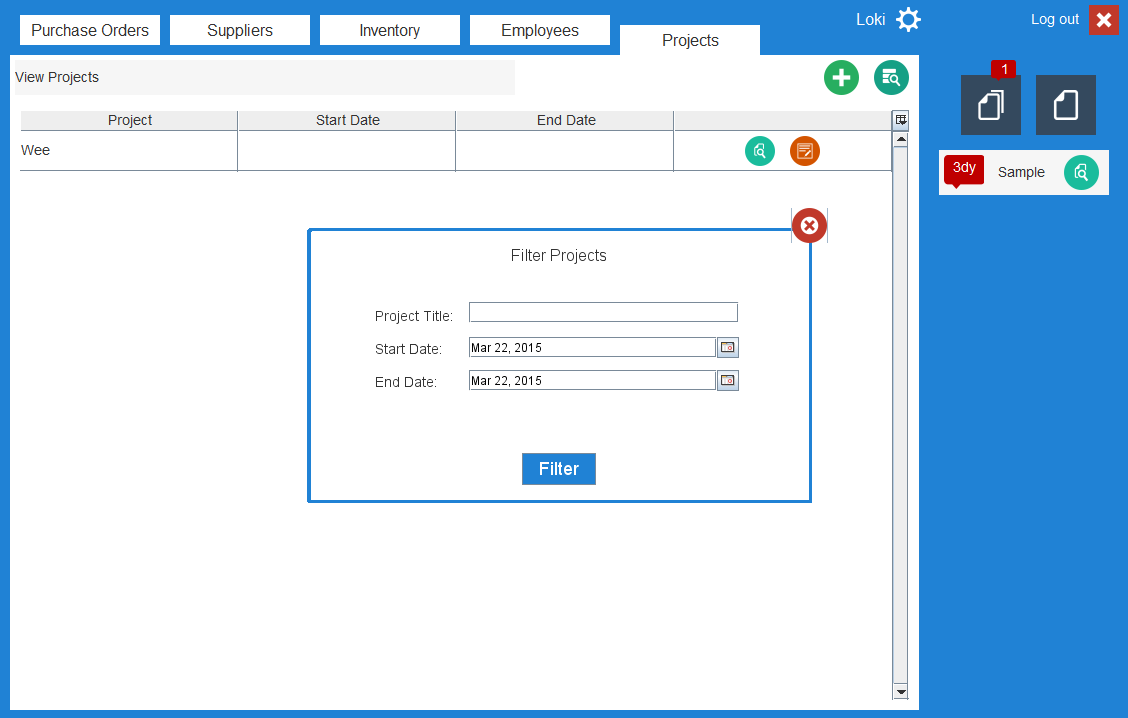 Purchase Orders
Suppliers
Inventory
Employees
Projects
Loki
Log out
View Projects
1
Project
Start Date
End Date
Wee
3dy
Sample
Filter Projects
Project Title:
Start Date:
Mar 22, 2015
End Date:
Mar 22, 2015
Filter